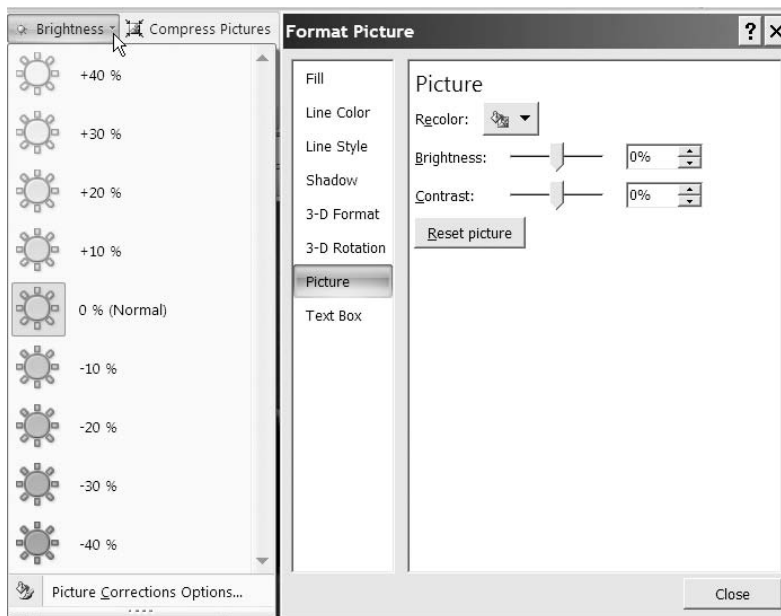 Brightness
Compress Pictures
+40 %
+30 %
+20 %
+10 %
0 % (Normal)
-10 %
-20 %
-30 %
-40 %
Picture Corrections Options...
Format Picture
?
Fill
Line Color
Line Style
Shadow
3-D Format
3-D Rotation
Picture
Text Box
Picture
Recolor:
Brightness: 0%
Contrast: 0%
Reset picture
Close